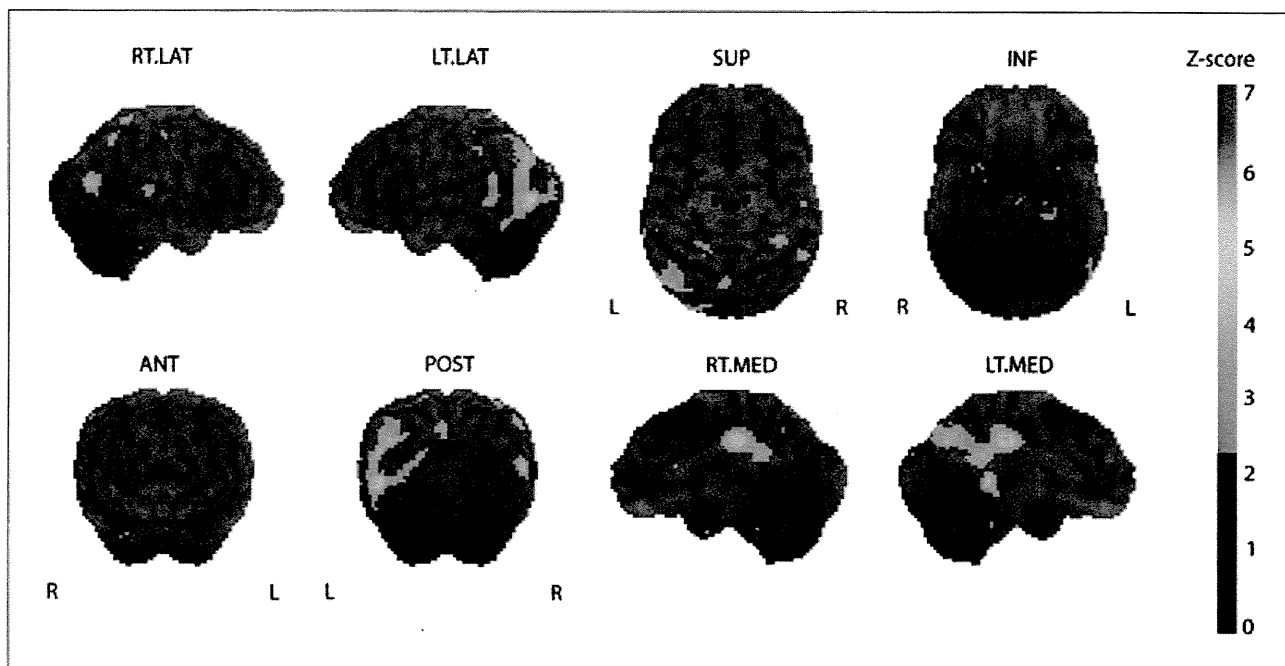 RT.LAT LT.LAT SUP INF Z-score
7
6
5
4
L R R L
3
ANT POST RT.MED LT.MED
2
1
R L L R
0